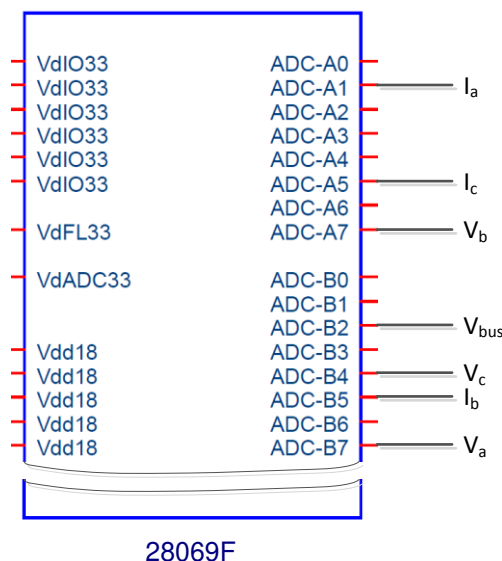 VdIO33 ADC-A0
VdIO33 ADC-A1 Ia
VdIO33 ADC-A2
VdIO33 ADC-A3
VdIO33 ADC-A4
VdIO33 ADC-A5 Ic
ADC-A6
VdFL33 ADC-A7 Vb
VdADC33 ADC-B0
ADC-B1
ADC-B2 Vbus
Vdd18 ADC-B3
Vdd18 ADC-B4 Vc
Vdd18 ADC-B5 Ib
Vdd18 ADC-B6
Vdd18 ADC-B7 Va
28069F